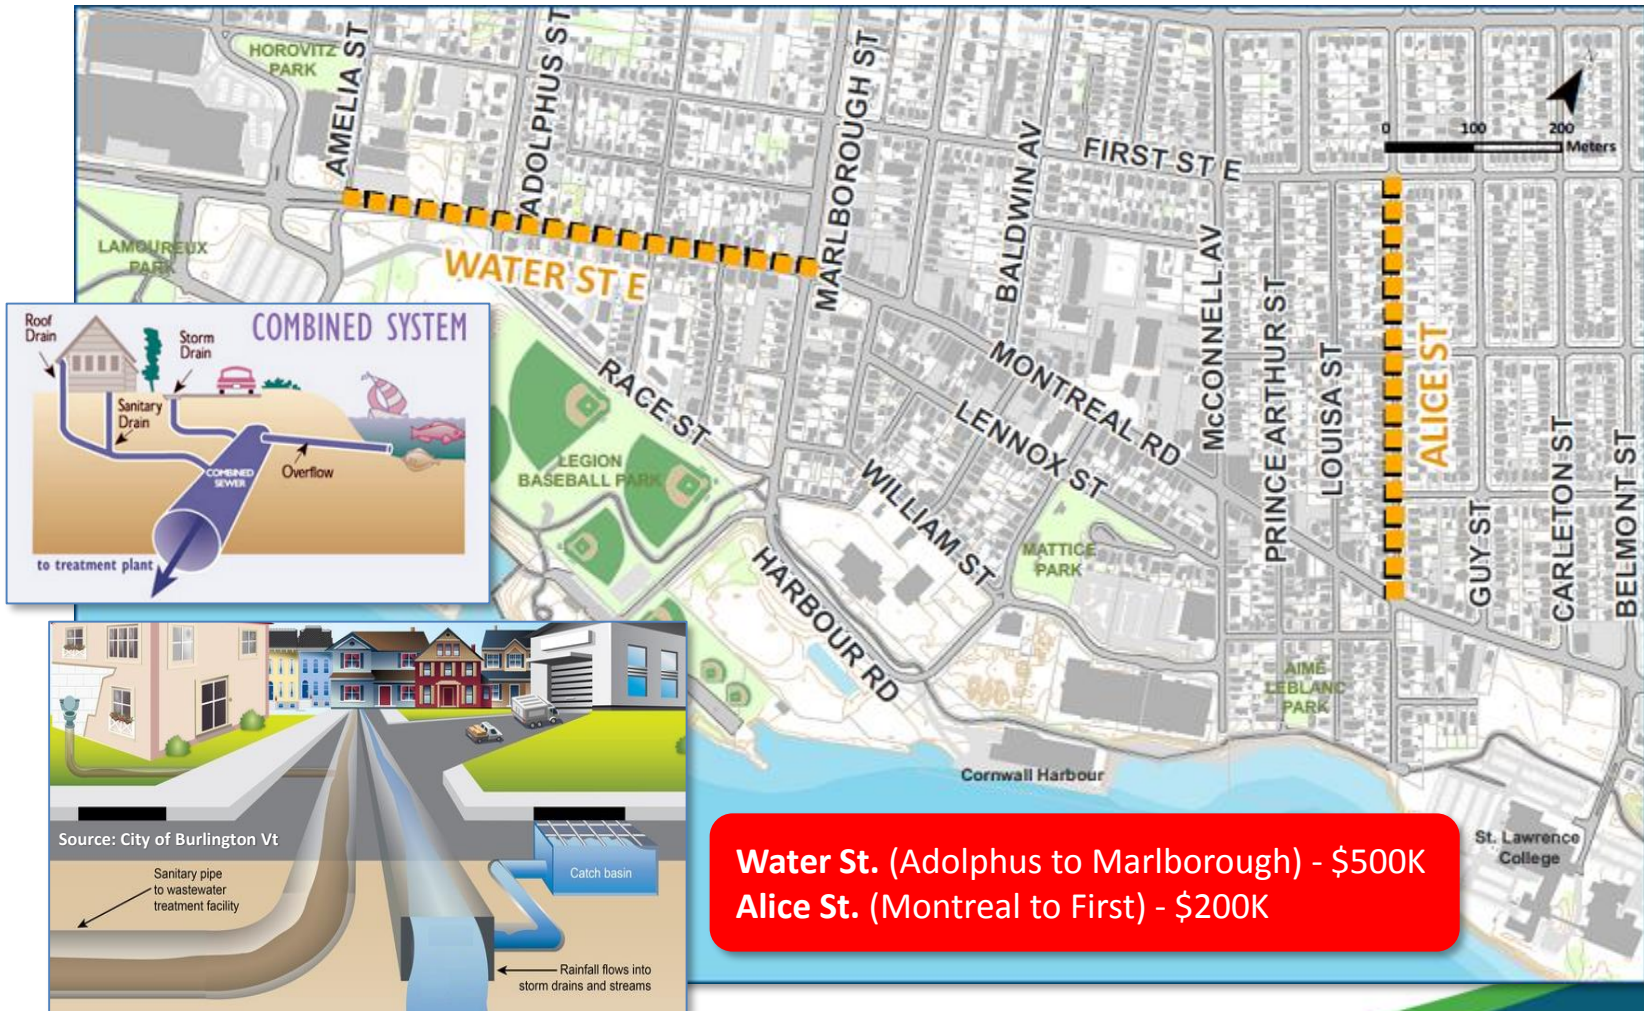 HOROVITZ
PARK
AMELIA ST
ADOLPHUS ST
MARLBOROUGH ST
BALDWIN AV
FIRST ST E
0 100 200
Meters
LAMOUREUX
PARK
WATER ST E
McCONNELL AV
PRINCE ARTHUR ST
LOUISA ST
ALICE ST
GUY ST
CARLETON ST
BELMONT ST
RACE ST
MONTREAL RD
LENNOX ST
WILLIAM ST
HARBOUR RD
LEGION
BASEBALL PARK
MATTICE
PARK
AIMÉ
LEBLANC
PARK
Cornwall Harbour
St. Lawrence
College
COMBINED SYSTEM
Roof
Drain
Storm
Drain
Sanitary
Drain
COMBINED
SEWER
Overflow
to treatment plant
Source: City of Burlington Vt
Sanitary pipe
to wastewater
treatment facility
Catch basin
Rainfall flows into
storm drains and streams
Water St. (Adolphus to Marlborough) - $500K
Alice St. (Montreal to First) - $200K